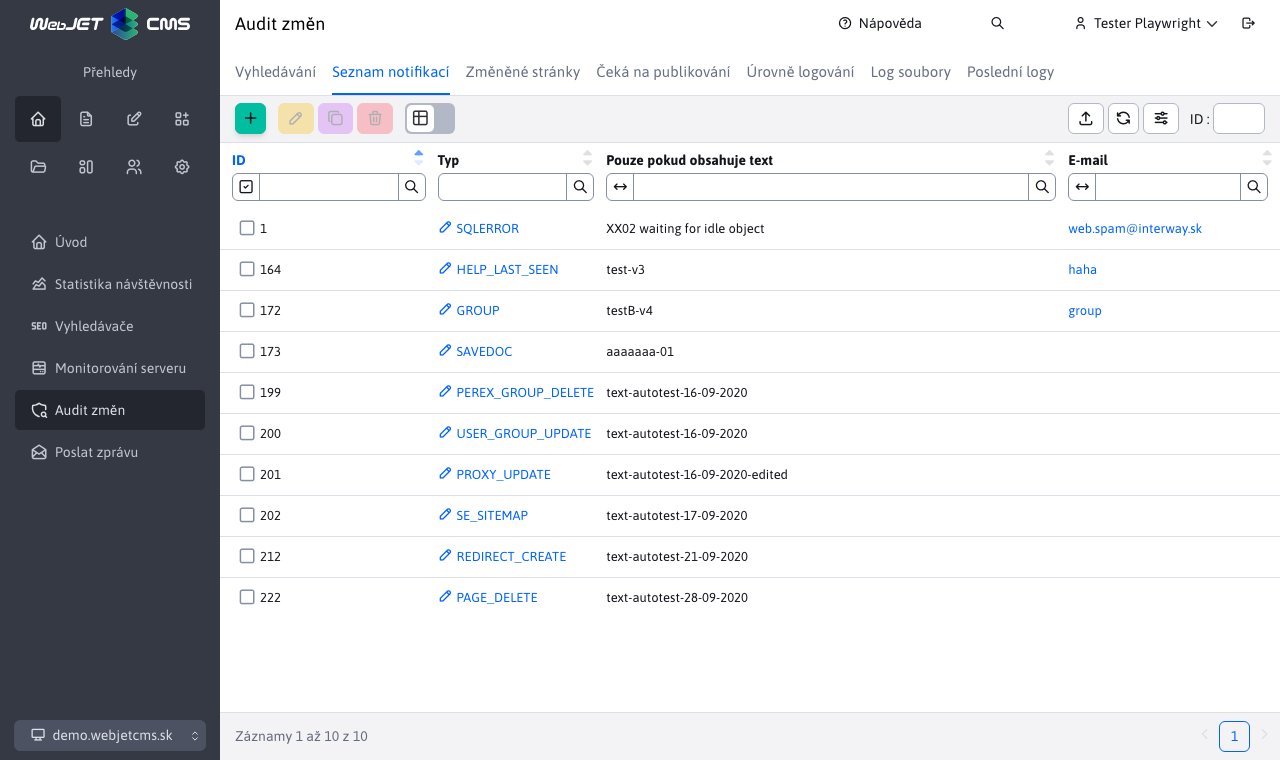 WebJET CMS
Audit změn
Nápověda
Tester Playwright
Přehledy
Vyhledávání Seznam notifikací Změněné stránky Čeká na publikování Úrovně logování Log soubory Poslední logy
ID :
ID Typ Pouze pokud obsahuje text E-mail
1 SQLERROR XX02 waiting for idle object web.spam@interway.sk
164 HELP_LAST_SEEN test-v3 haha
172 GROUP testB-v4 group
173 SAVEDOC aaaaaaa-01
199 PEREX_GROUP_DELETE text-autotest-16-09-2020
200 USER_GROUP_UPDATE text-autotest-16-09-2020
201 PROXY_UPDATE text-autotest-16-09-2020-edited
202 SE_SITEMAP text-autotest-17-09-2020
212 REDIRECT_CREATE text-autotest-21-09-2020
222 PAGE_DELETE text-autotest-28-09-2020
Úvod
Statistika návštěvnosti
SEO Vyhledávače
Monitorování serveru
Audit změn
Poslat zprávu
demo.webjetcms.sk
Záznamy 1 až 10 z 10
1